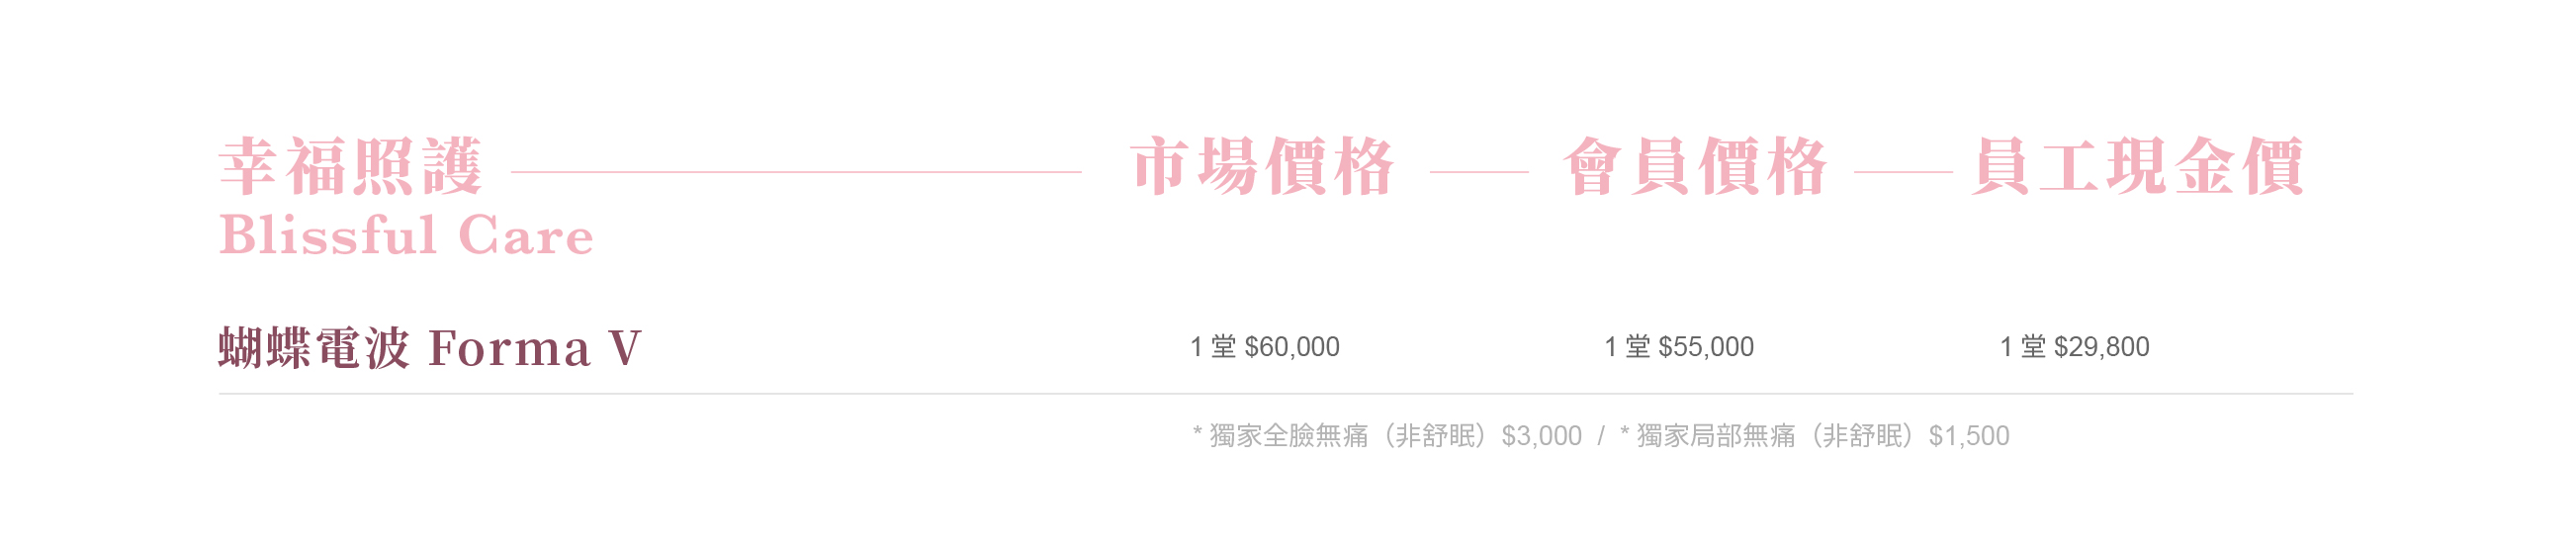 幸福照護 市場價格 會員價格 員工現金價
Blissful Care
蝴蝶電波 Forma V 1 堂 $60,000 1 堂 $55,000 1 堂 $29,800
* 獨家全臉無痛（非舒眠）$3,000 / * 獨家局部無痛（非舒眠）$1,500